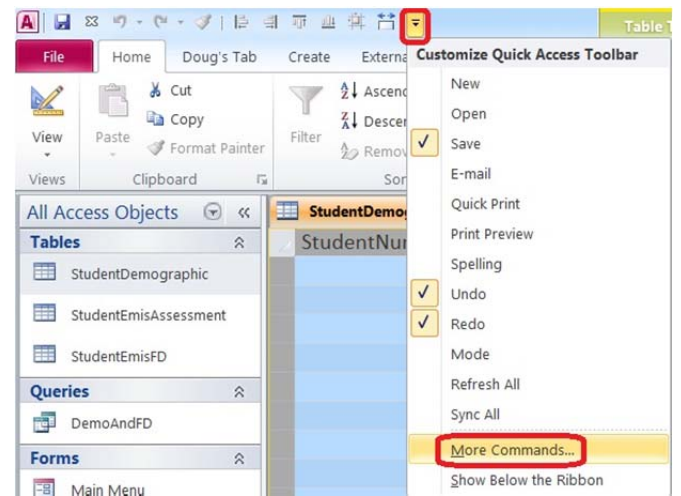 A
Table T
File Home Doug's Tab Create Externa
View
Paste
Cut
Copy
Format Painter
Filter
Ascend
Descer
Remov
Views Clipboard Sor
All Access Objects
Tables
StudentDemographic
StudentEmisAssessment
StudentEmisFD
Queries
DemoAndFD
Forms
Main Menu
StudentDemog
StudentNur
Customize Quick Access Toolbar
New
Open
Save
E-mail
Quick Print
Print Preview
Spelling
Undo
Redo
Mode
Refresh All
Sync All
More Commands...
Show Below the Ribbon